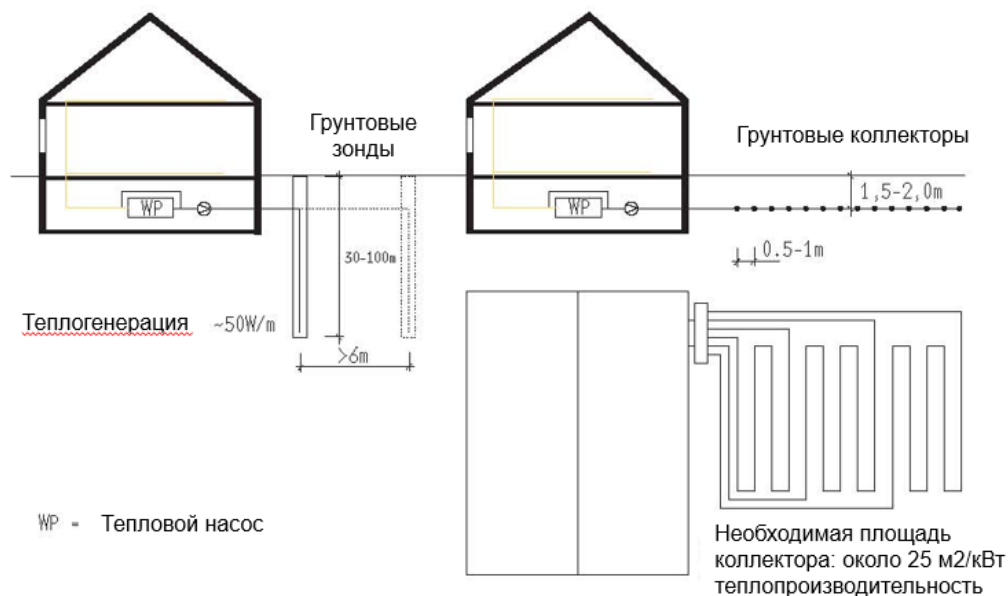 Грунтовые
зонды
Грунтовые коллекторы
WP
WP
1,5-2,0m
30-100m
0.5-1m
Теплогенерация ~50W/m
>6m
WP = Тепловой насос
Необходимая площадь
коллектора: около 25 м2/кВт
теплопроизводительность